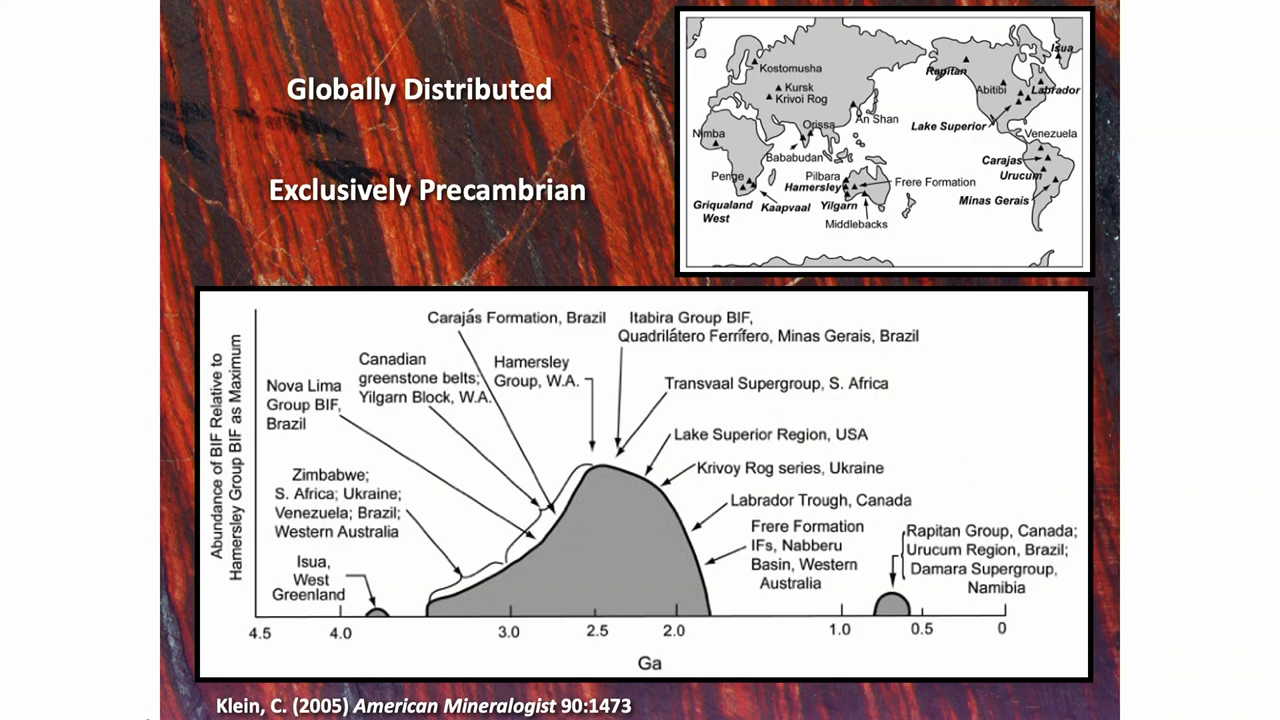 Globally Distributed
Exclusively Precambrian
Isua
Kostomusha
Rapitan
Kursk
Krivoi Rog
Abitibi
Labrador
An Shan
Orissa
Lake Superior
Nimba
Venezuela
Bababudan
Carajas
Penge
Pilbara
Urucum
Hamersley
Frere Formation
Griqualand
West
Kaapvaal
Yilgarn
Minas Gerais
Middlebacks
Abundance of BIF Relative to
Hamersley Group BIF as Maximum
Carajás Formation, Brazil
Itabira Group BIF,
Quadrilátero Ferrífero, Minas Gerais, Brazil
Canadian
greenstone belts;
Yilgarn Block, W.A.
Hamersley
Group, W.A.
Nova Lima
Group BIF,
Brazil
Transvaal Supergroup, S. Africa
Lake Superior Region, USA
Krivoy Rog series, Ukraine
Zimbabwe;
S. Africa; Ukraine;
Venezuela; Brazil;
Western Australia
Labrador Trough, Canada
Frere Formation
IFs, Nabberu
Basin, Western
Australia
Rapitan Group, Canada;
Urucum Region, Brazil;
Damara Supergroup,
Namibia
Isua,
West
Greenland
4.5 4.0 3.0 2.5 2.0 1.0 0.5 0
Ga
Klein, C. (2005) American Mineralogist 90:1473